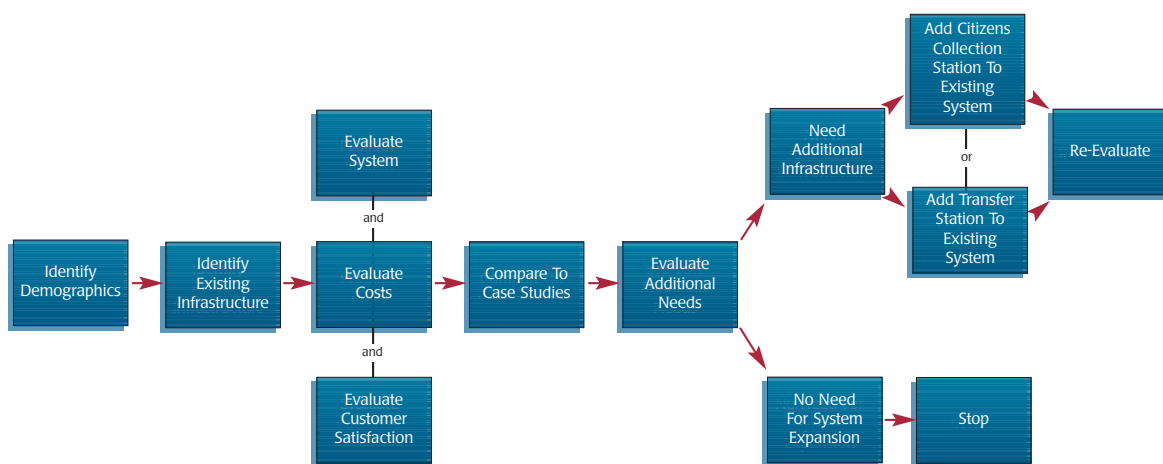 Identify
Demographics
Identify
Existing
Infrastructure
Evaluate
System
and
Evaluate
Costs
and
Evaluate
Customer
Satisfaction
Compare To
Case Studies
Evaluate
Additional
Needs
Need
Additional
Infrastructure
Add Citizens
Collection
Station To
Existing
System
or
Add Transfer
Station To
Existing
System
Re-Evaluate
No Need
For System
Expansion
Stop